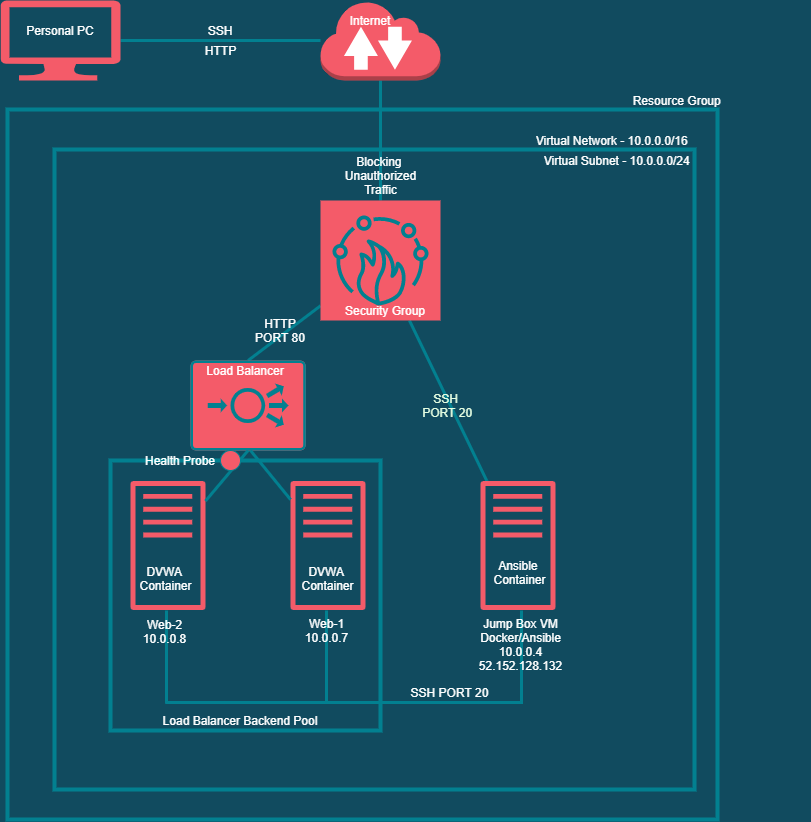 Personal PC
SSH
HTTP
Internet
Resource Group
Virtual Network - 10.0.0.0/16
Virtual Subnet - 10.0.0.0/24
Blocking
Unauthorized
Traffic
Security Group
HTTP
PORT 80
Load Balancer
SSH
PORT 20
Health Probe
DVWA
Container
DVWA
Container
Ansible
Container
Web-2
10.0.0.8
Web-1
10.0.0.7
Jump Box VM
Docker/Ansible
10.0.0.4
52.152.128.132
SSH PORT 20
Load Balancer Backend Pool